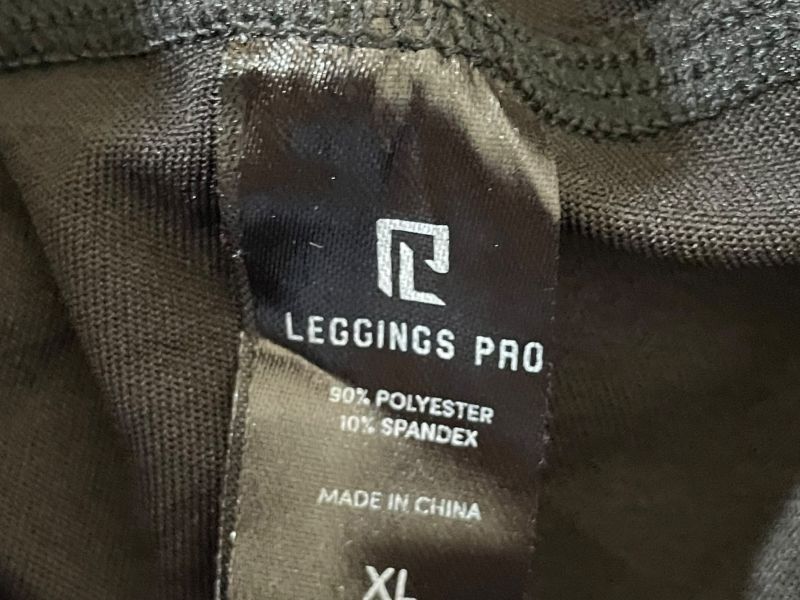 LEGGINGS PRO
90% POLYESTER
10% SPANDEX
MADE IN CHINA
XL